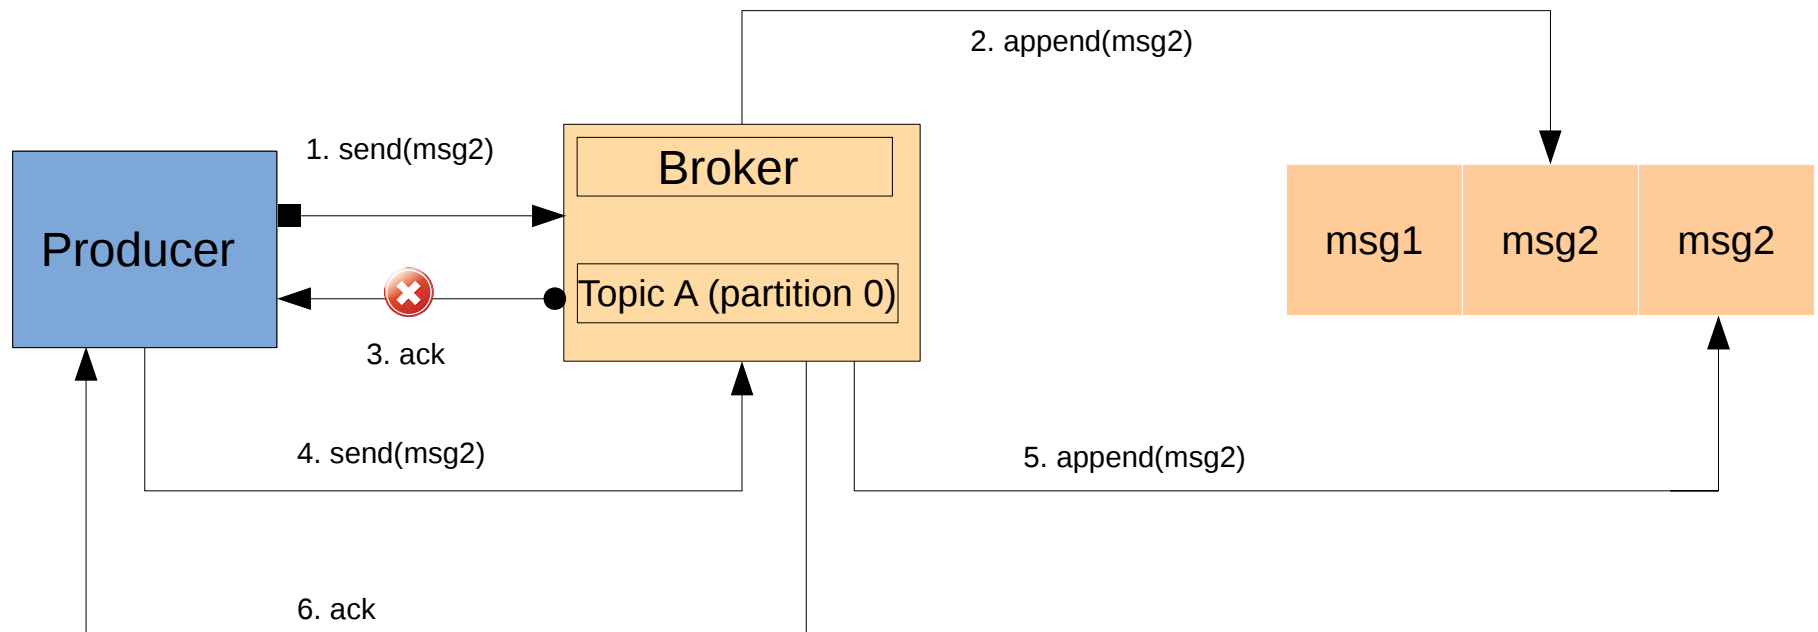 2. append(msg2)
1. send(msg2)
Broker
Producer
msg1
msg2
msg2
Topic A (partition 0)
3. ack
4. send(msg2)
5. append(msg2)
6. ack